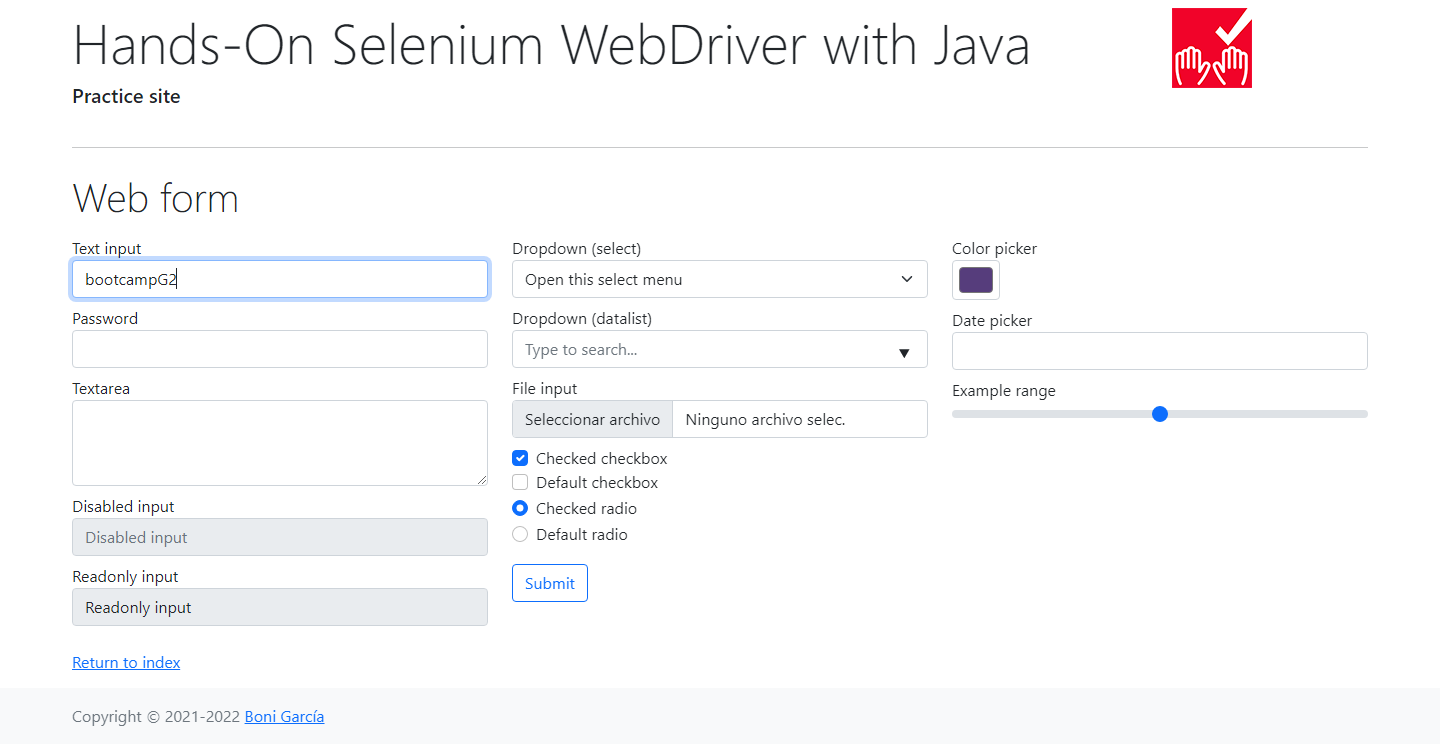 Hands-On Selenium WebDriver with Java
Practice site
Web form
Text input
bootcampG2
Password
Textarea
Disabled input
Disabled input
Readonly input
Readonly input
Dropdown (select)
Open this select menu
Dropdown (datalist)
Type to search...
File input
Seleccionar archivo Ninguno archivo selec.
Checked checkbox
Default checkbox
Checked radio
Default radio
Submit
Color picker
Date picker
Example range
Return to index
Copyright © 2021-2022 Boni García